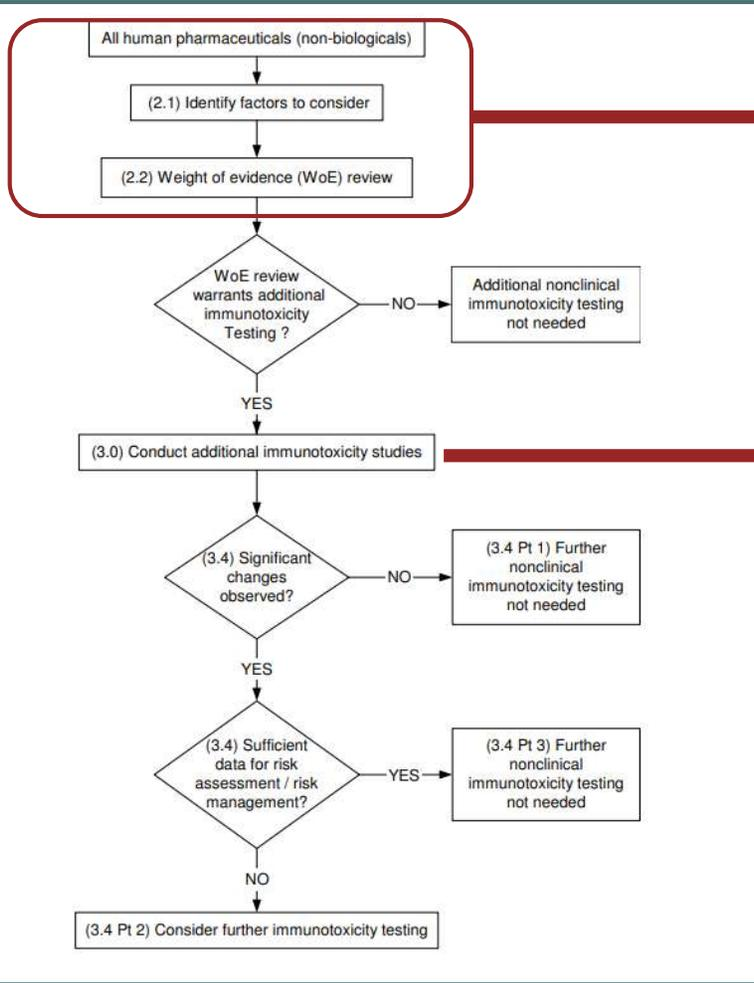 All human pharmaceuticals (non-biologicals)
(2.1) Identify factors to consider
(2.2) Weight of evidence (WoE) review
WoE review
warrants additional
immunotoxicity
Testing ?
NO
Additional nonclinical
immunotoxicity testing
not needed
YES
(3.0) Conduct additional immunotoxicity studies
(3.4) Significant
changes
observed?
NO
(3.4 Pt 1) Further
nonclinical
immunotoxicity testing
not needed
YES
(3.4) Sufficient
data for risk
assessment / risk
management?
YES
(3.4 Pt 3) Further
nonclinical
immunotoxicity testing
not needed
NO
(3.4 Pt 2) Consider further immunotoxicity testing